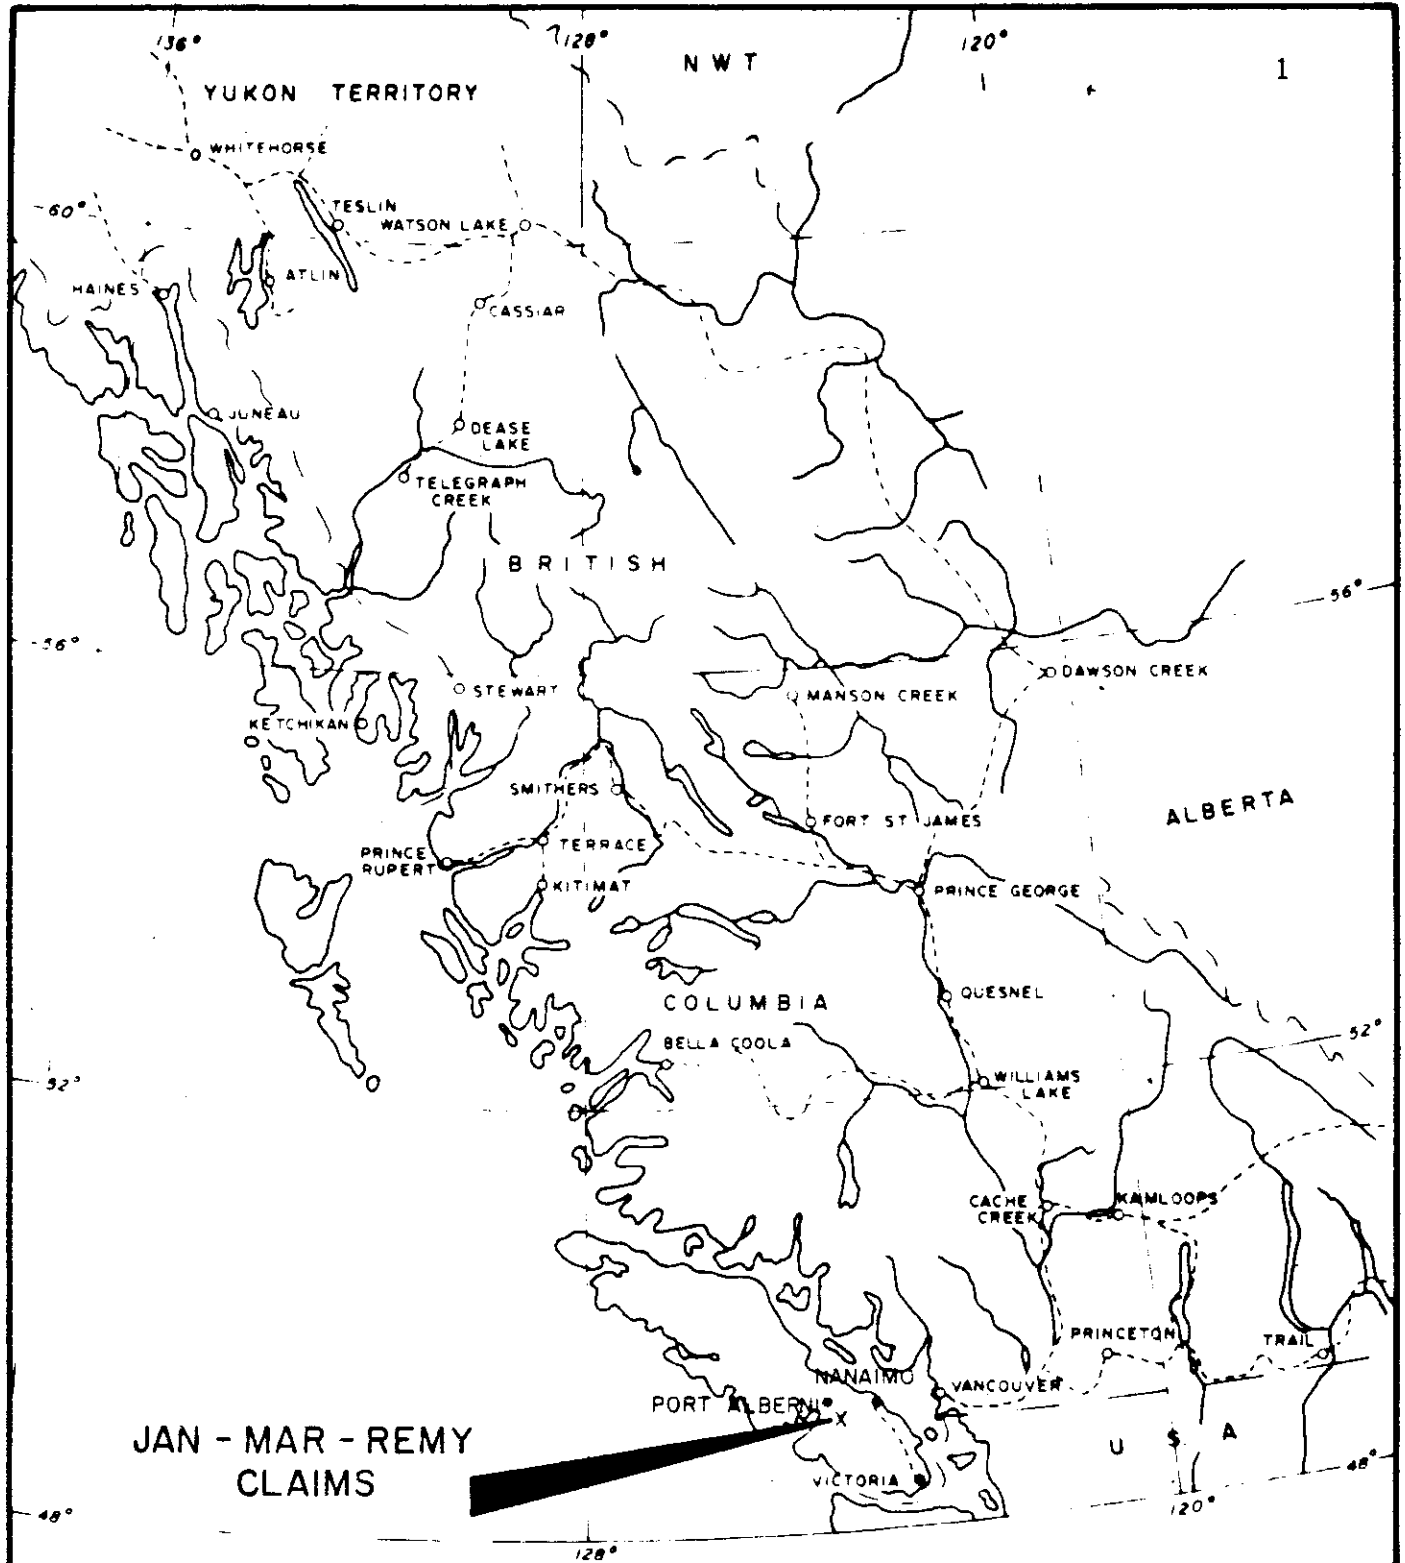 136°
128°
120°
1
NWT
YUKON TERRITORY
WHITEHORSE
60°
TESLIN
WATSON LAKE
ATLIN
HAINES
CASSIAR
JUNEAU
DEASE
LAKE
TELEGRAPH
CREEK
BRITISH
56°
56°
DAWSON CREEK
STEWART
MANSON CREEK
KETCHIKAN
SMITHERS
FORT ST JAMES
ALBERTA
TERRACE
PRINCE
RUPERT
KITIMAT
PRINCE GEORGE
COLUMBIA
QUESNEL
BELLA COOLA
52°
52°
WILLIAMS
LAKE
CACHE
CREEK
KAMLOOPS
PRINCETON
TRAIL
NANAIMO
VANCOUVER
PORT ALBERNI
X
JAN - MAR - REMY
CLAIMS
U S A
VICTORIA
48°
48°
120°
128°